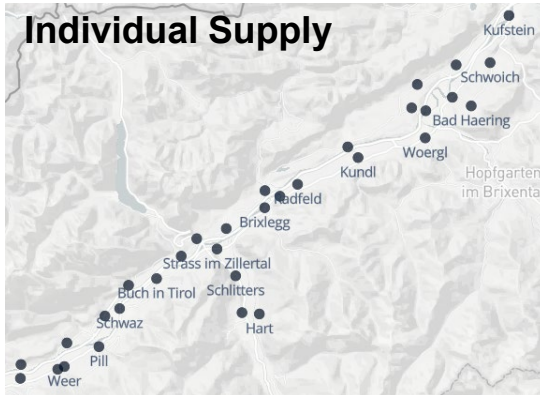 Individual Supply
Kufstein
Schwoich
Bad Haering
Woergl
Kundl
Hopfgarten
im Brixenta
Radfeld
Brixlegg
Strass im Zillertal
Buch in Tirol
Schlitters
Schwaz
Hart
Pill
Weer